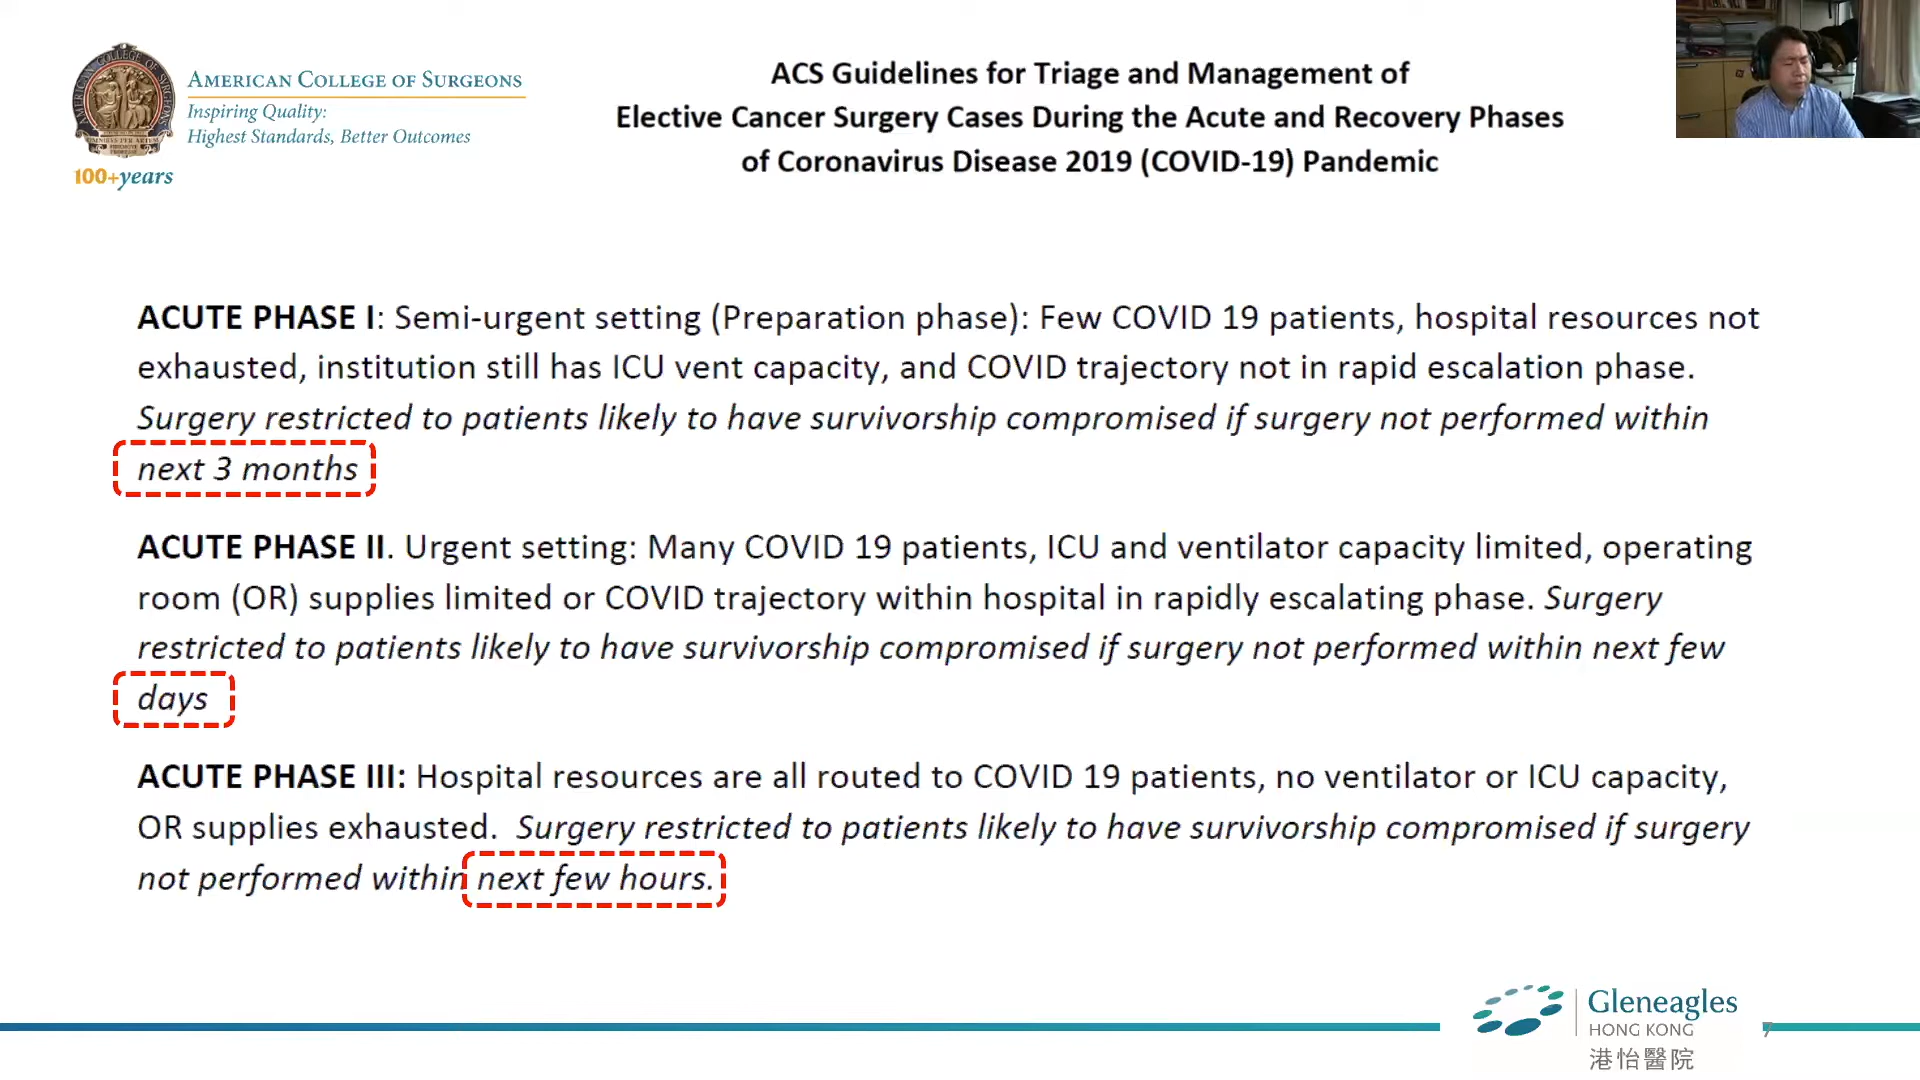 AMERICAN COLLEGE OF SURGEONS
Inspiring Quality:
Highest Standards, Better Outcomes
100+years
ACS Guidelines for Triage and Management of
Elective Cancer Surgery Cases During the Acute and Recovery Phases
of Coronavirus Disease 2019 (COVID-19) Pandemic
ACUTE PHASE I: Semi-urgent setting (Preparation phase): Few COVID 19 patients, hospital resources not
exhausted, institution still has ICU vent capacity, and COVID trajectory not in rapid escalation phase.
Surgery restricted to patients likely to have survivorship compromised if surgery not performed within
next 3 months
ACUTE PHASE II. Urgent setting: Many COVID 19 patients, ICU and ventilator capacity limited, operating
room (OR) supplies limited or COVID trajectory within hospital in rapidly escalating phase. Surgery
restricted to patients likely to have survivorship compromised if surgery not performed within next few
days
ACUTE PHASE III: Hospital resources are all routed to COVID 19 patients, no ventilator or ICU capacity,
OR supplies exhausted. Surgery restricted to patients likely to have survivorship compromised if surgery
not performed within next few hours.
Gleneagles
HONG KONG
港怡醫院
7